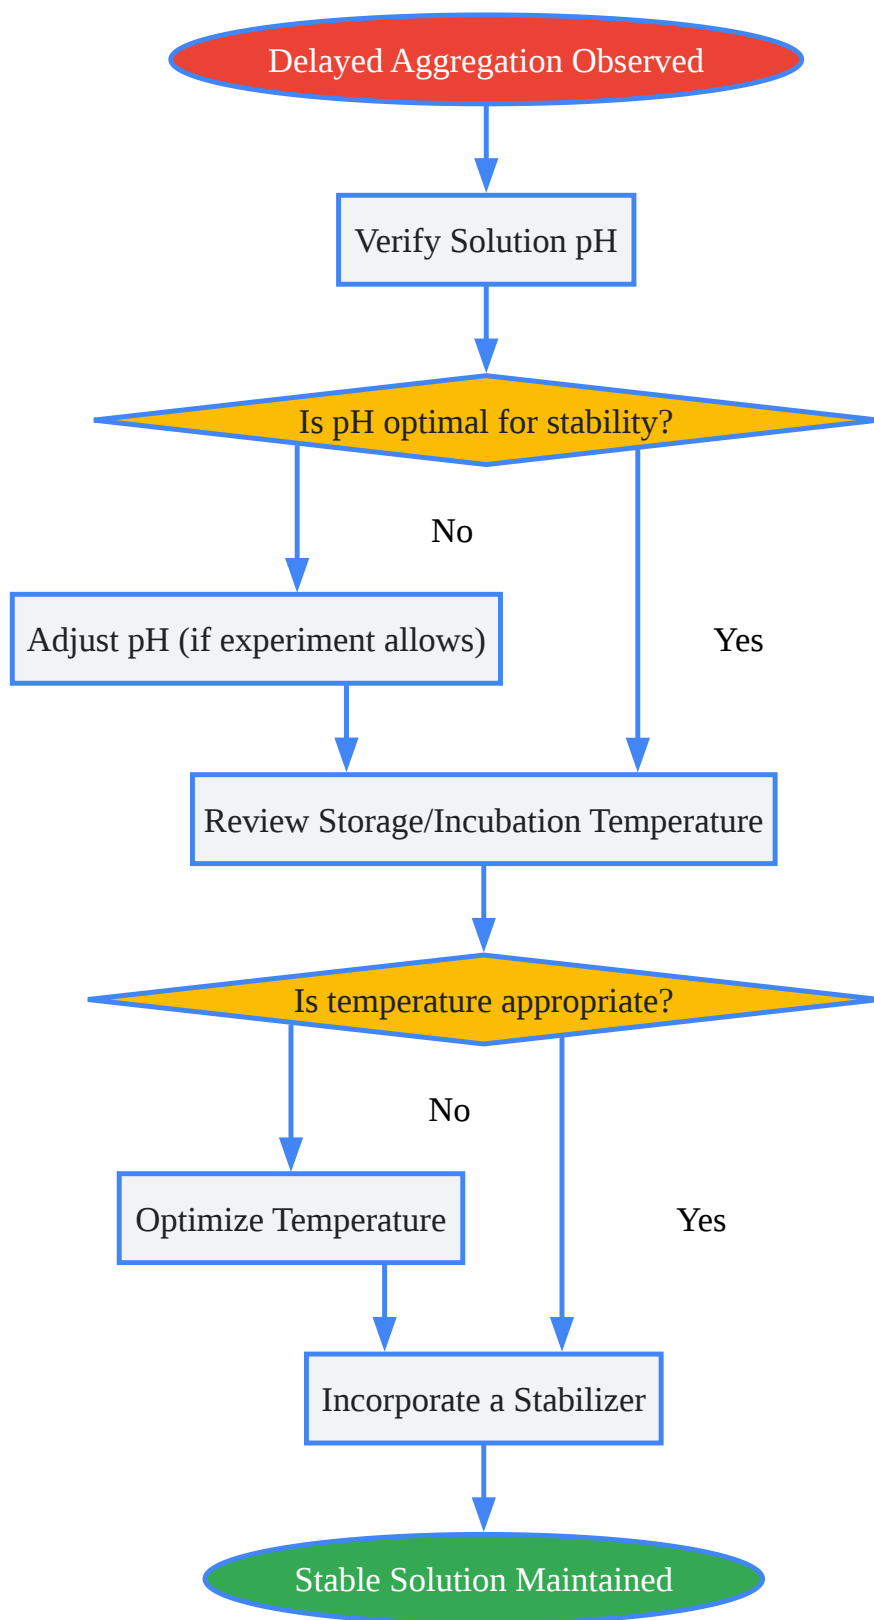 Delayed Aggregation Observed
Verify Solution pH
Is pH optimal for stability?
No
Adjust pH (if experiment allows)
Yes
Review Storage/Incubation Temperature
Is temperature appropriate?
No
Optimize Temperature
Yes
Incorporate a Stabilizer
Stable Solution Maintained